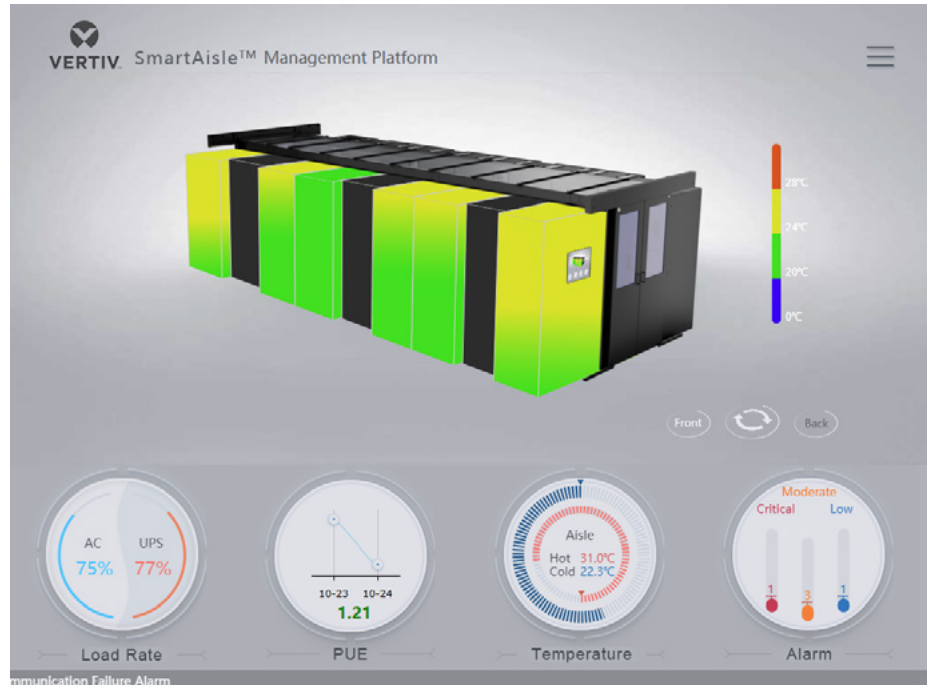 VERTIV.
SmartAisle™ Management Platform
28℃
24℃
20℃
0℃
Front
Back
AC
75%
UPS
77%
10-23 10-24
1.21
Aisle
Hot 31.0℃
Cold 22.3℃
Moderate
Critical
Low
1
3
1
Load Rate
PUE
Temperature
Alarm
mmunication Failure Alarm